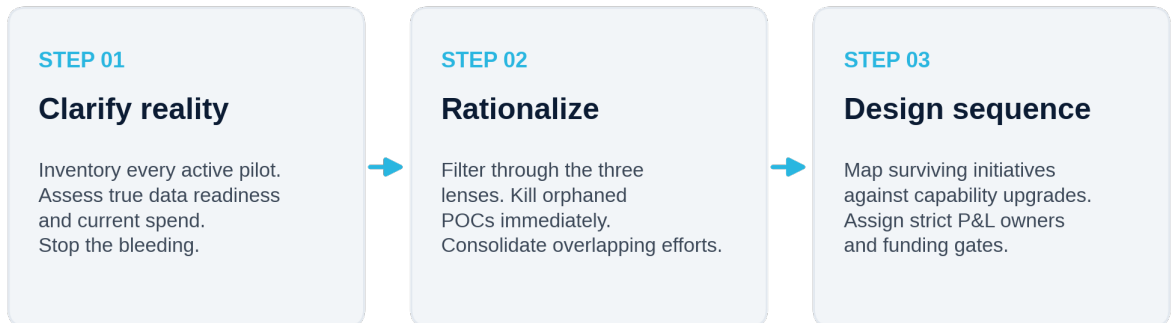 STEP 01
Clarify reality
Inventory every active pilot.
Assess true data readiness
and current spend.
Stop the bleeding.
STEP 02
Rationalize
Filter through the three
lenses. Kill orphaned
POCs immediately.
Consolidate overlapping efforts.
STEP 03
Design sequence
Map surviving initiatives
against capability upgrades.
Assign strict P&L owners
and funding gates.